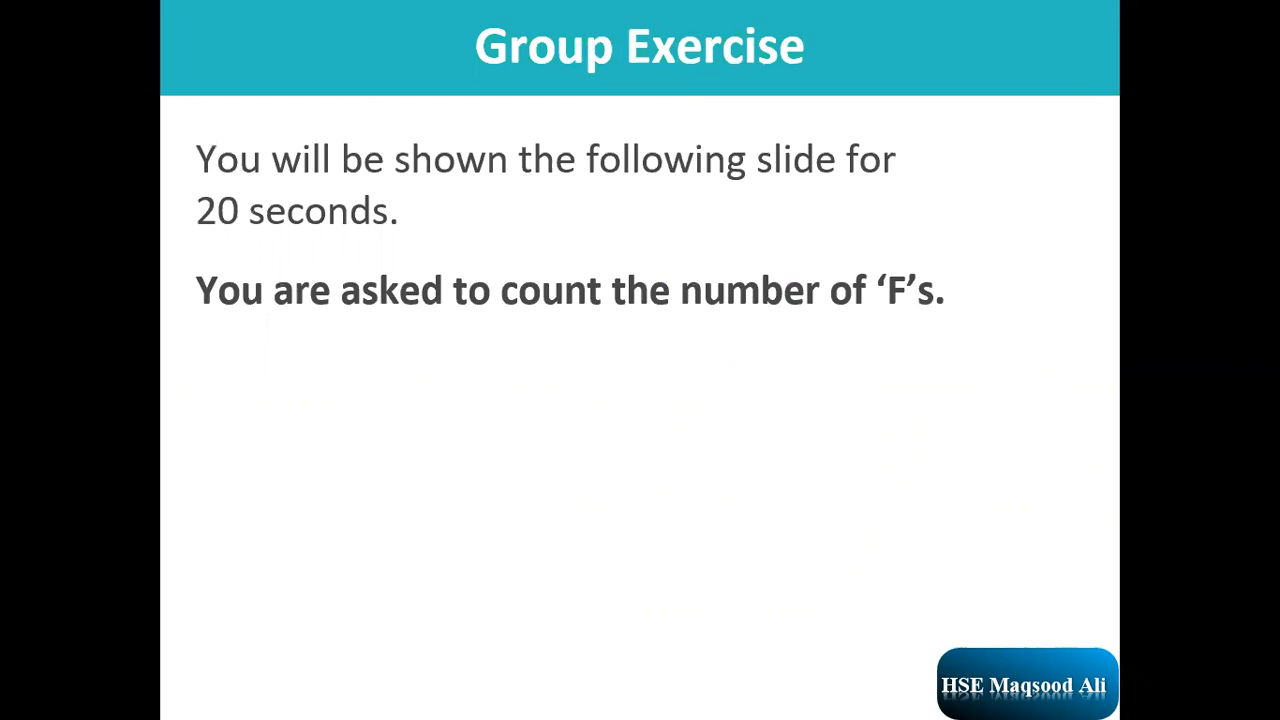 Group Exercise
You will be shown the following slide for
20 seconds.
You are asked to count the number of ‘F’s.
HSE Maqsood Ali